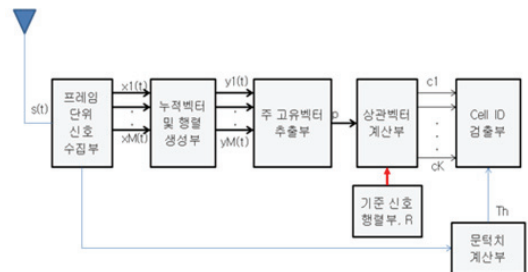 s(t)
프레임
단위
신호
수집부
x1(t)
xM(t)
누적벡터
및 행렬
생성부
y1(t)
yM(t)
주 고유벡터
추출부
p
상관벡터
계산부
c1
cK
Cell ID
검출부
기준 신호
행렬부, R
Th
문턱치
계산부